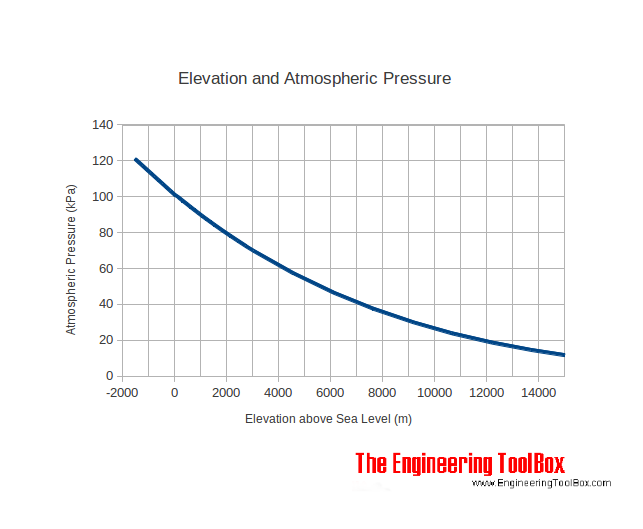 Elevation and Atmospheric Pressure
140
120
100
80
60
40
20
0
Atmospheric Pressure (kPa)
-2000 0 2000 4000 6000 8000 10000 12000 14000
Elevation above Sea Level (m)
The Engineering ToolBox
www.EngineeringToolBox.com